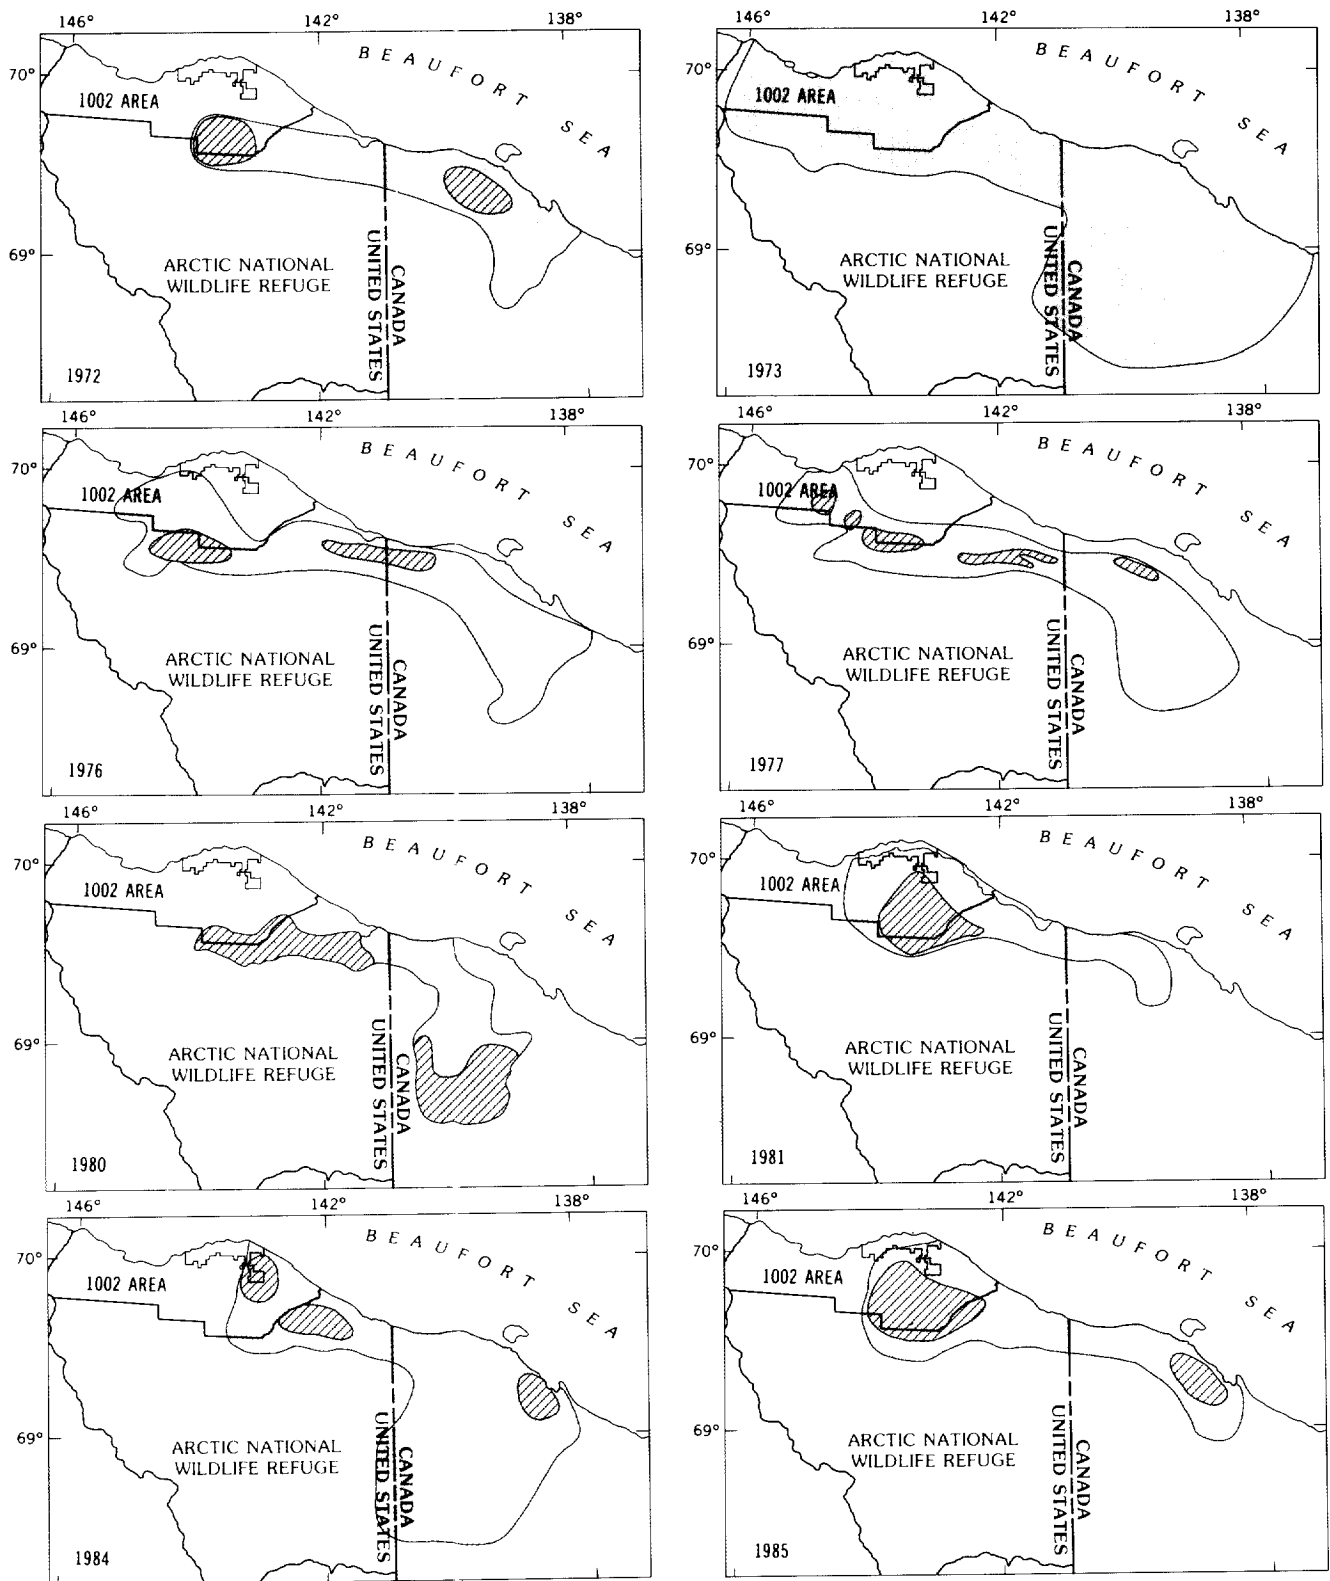 146° 142° 138°
BEAUFORT SEA
70°
1002 AREA
69°
ARCTIC NATIONAL
WILDLIFE REFUGE
CANADA
UNITED STATES
1972
146° 142° 138°
BEAUFORT SEA
70°
1002 AREA
69°
ARCTIC NATIONAL
WILDLIFE REFUGE
CANADA
UNITED STATES
1973
146° 142° 138°
BEAUFORT SEA
70°
1002 AREA
69°
ARCTIC NATIONAL
WILDLIFE REFUGE
CANADA
UNITED STATES
1976
146° 142° 138°
BEAUFORT SEA
70°
1002 AREA
69°
ARCTIC NATIONAL
WILDLIFE REFUGE
CANADA
UNITED STATES
1977
146° 142° 138°
BEAUFORT SEA
70°
1002 AREA
69°
ARCTIC NATIONAL
WILDLIFE REFUGE
CANADA
UNITED STATES
1980
146° 142° 138°
BEAUFORT SEA
70°
1002 AREA
69°
ARCTIC NATIONAL
WILDLIFE REFUGE
CANADA
UNITED STATES
1981
146° 142° 138°
BEAUFORT SEA
70°
1002 AREA
69°
ARCTIC NATIONAL
WILDLIFE REFUGE
CANADA
UNITED STATES
1984
146° 142° 138°
BEAUFORT SEA
70°
1002 AREA
69°
ARCTIC NATIONAL
WILDLIFE REFUGE
CANADA
UNITED STATES
1985